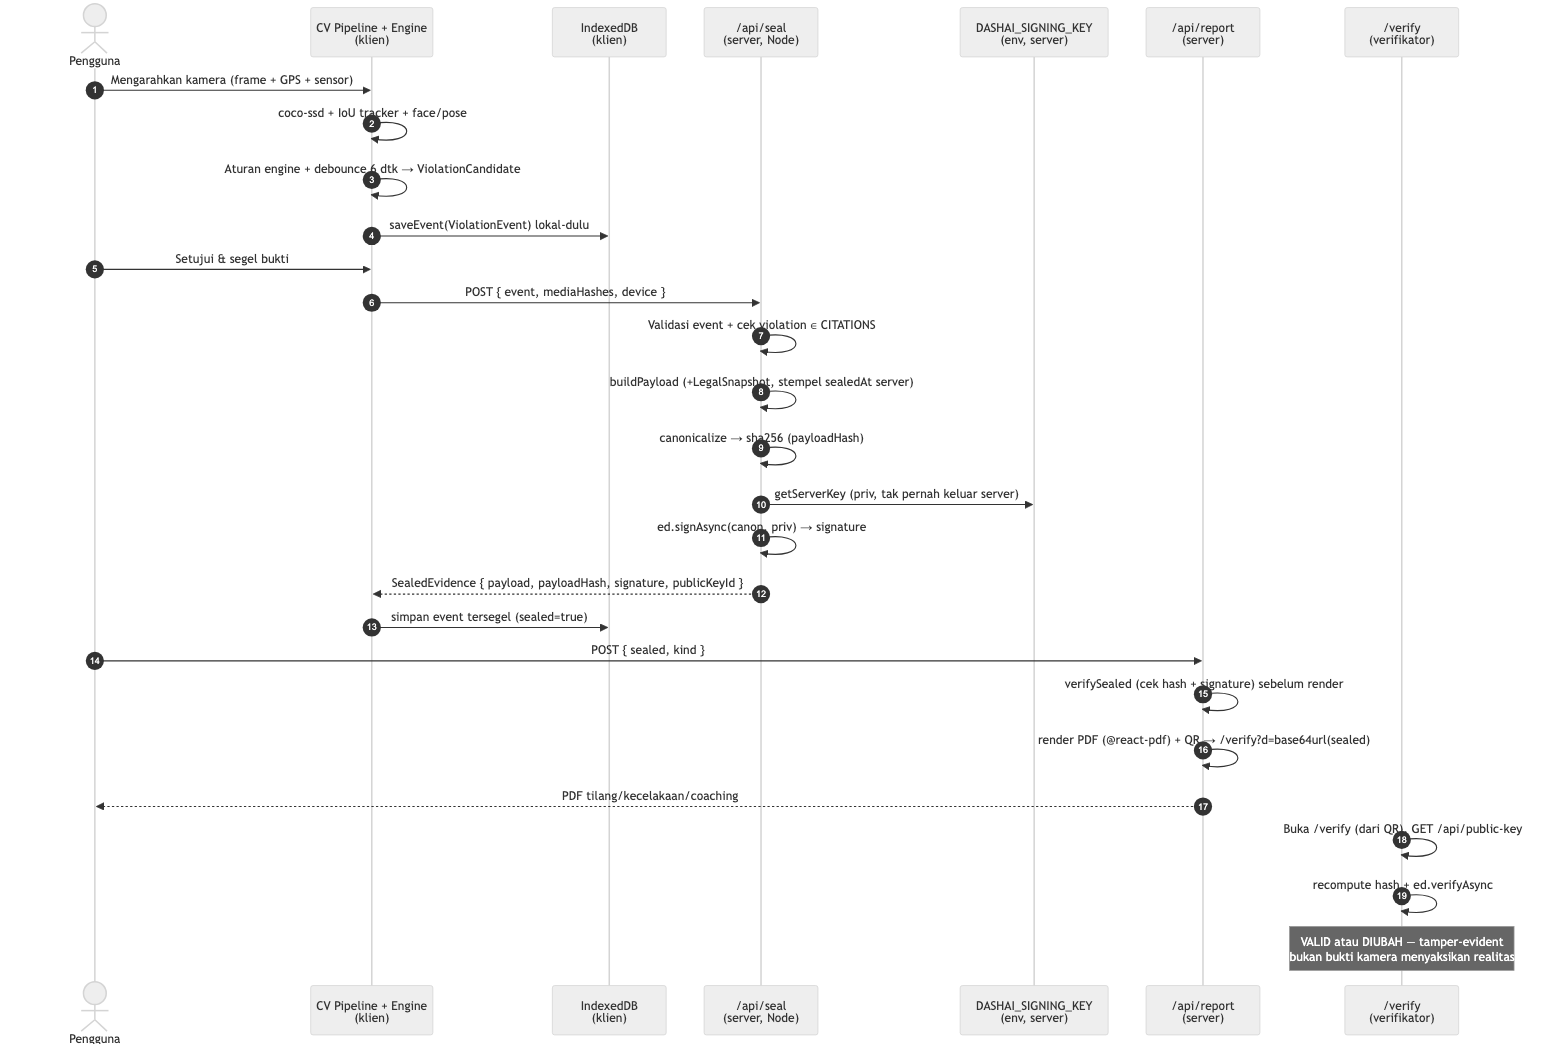 Pengguna
CV Pipeline + Engine
(klien)
IndexedDB
(klien)
/api/seal
(server, Node)
DASHAI_SIGNING_KEY
(env, server)
/api/report
(server)
/verify
(verifikator)
1
Mengarahkan kamera (frame + GPS + sensor)
coco-ssd + IoU tracker + face/pose
2
Aturan engine + debounce 6 dtk → ViolationCandidate
3
4
saveEvent(ViolationEvent) lokal-dulu
5
Setujui & segel bukti
6
POST { event, mediaHashes, device }
Validasi event + cek violation ∈ CITATIONS
7
buildPayload (+LegalSnapshot, stempel sealedAt server)
8
canonicalize → sha256 (payloadHash)
9
10
getServerKey (priv, tak pernah keluar server)
ed.signAsync(canon, priv) → signature
11
SealedEvidence { payload, payloadHash, signature, publicKeyId }
12
13
simpan event tersegel (sealed=true)
14
POST { sealed, kind }
verifySealed (cek hash + signature) sebelum render
15
render PDF (@react-pdf) + QR → /verify?d=base64url(sealed)
16
PDF tilang/kecelakaan/coaching
17
Buka /verify (dari QR), GET /api/public-key
18
recompute hash + ed.verifyAsync
19
VALID atau DIUBAH — tamper-evident
bukan bukti kamera menyaksikan realitas
Pengguna
CV Pipeline + Engine
(klien)
IndexedDB
(klien)
/api/seal
(server, Node)
DASHAI_SIGNING_KEY
(env, server)
/api/report
(server)
/verify
(verifikator)